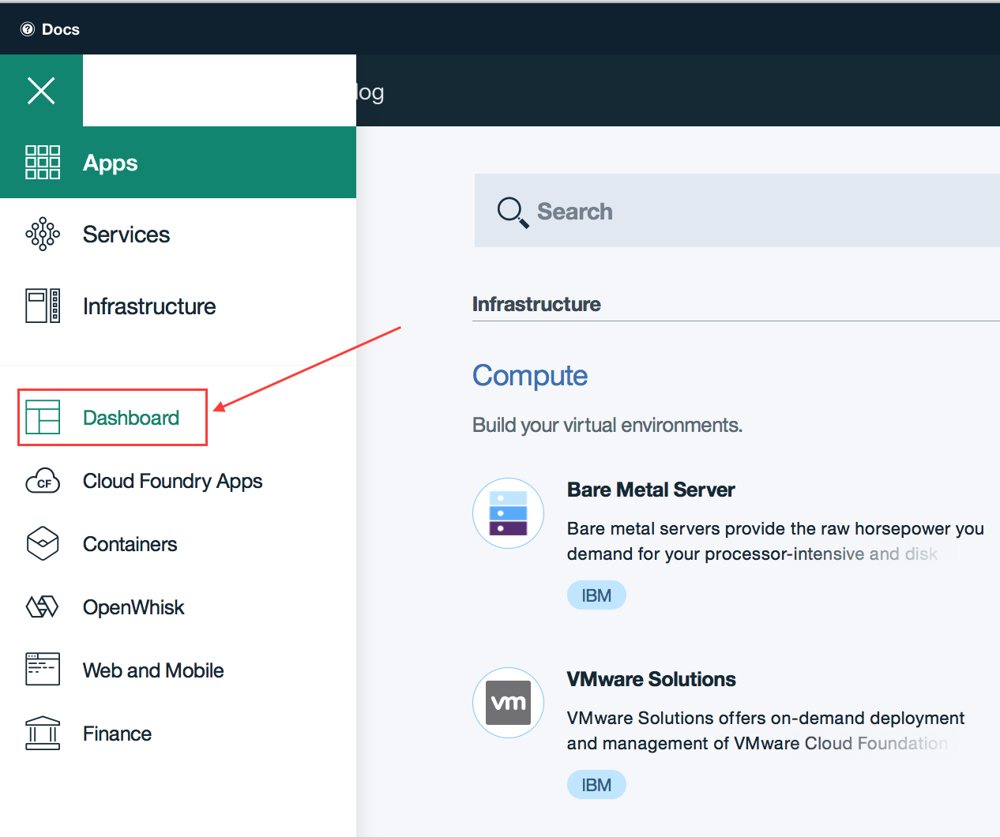 Docs
log
Apps
Services
Infrastructure
Dashboard
CF
Cloud Foundry Apps
Containers
OpenWhisk
Web and Mobile
Finance
Search
Infrastructure
Compute
Build your virtual environments.
Bare Metal Server
Bare metal servers provide the raw horsepower you
demand for your processor-intensive and disk
IBM
vm
VMware Solutions
VMware Solutions offers on-demand deployment
and management of VMware Cloud Foundation
IBM